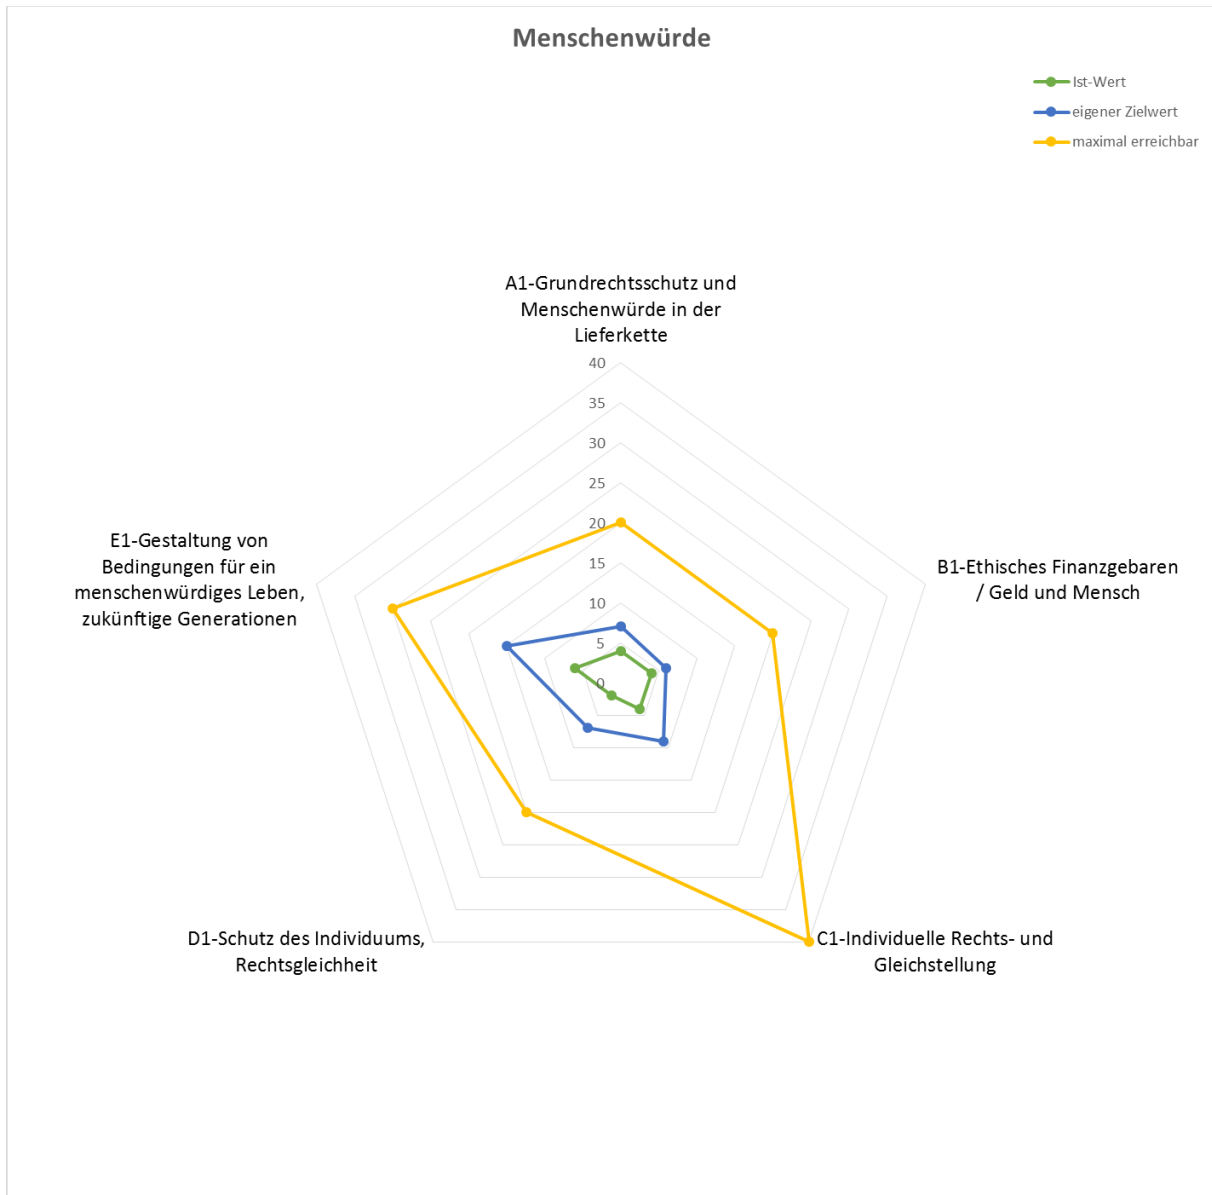 Menschenwürde
Ist-Wert
eigener Zielwert
maximal erreichbar
A1-Grundrechtsschutz und
Menschenwürde in der
Lieferkette
40
35
30
25
20
15
10
5
0
B1-Ethisches Finanzgebaren
/ Geld und Mensch
C1-Individuelle Rechts- und
Gleichstellung
D1-Schutz des Individuums,
Rechtsgleichheit
E1-Gestaltung von
Bedingungen für ein
menschenwürdiges Leben,
zukünftige Generationen